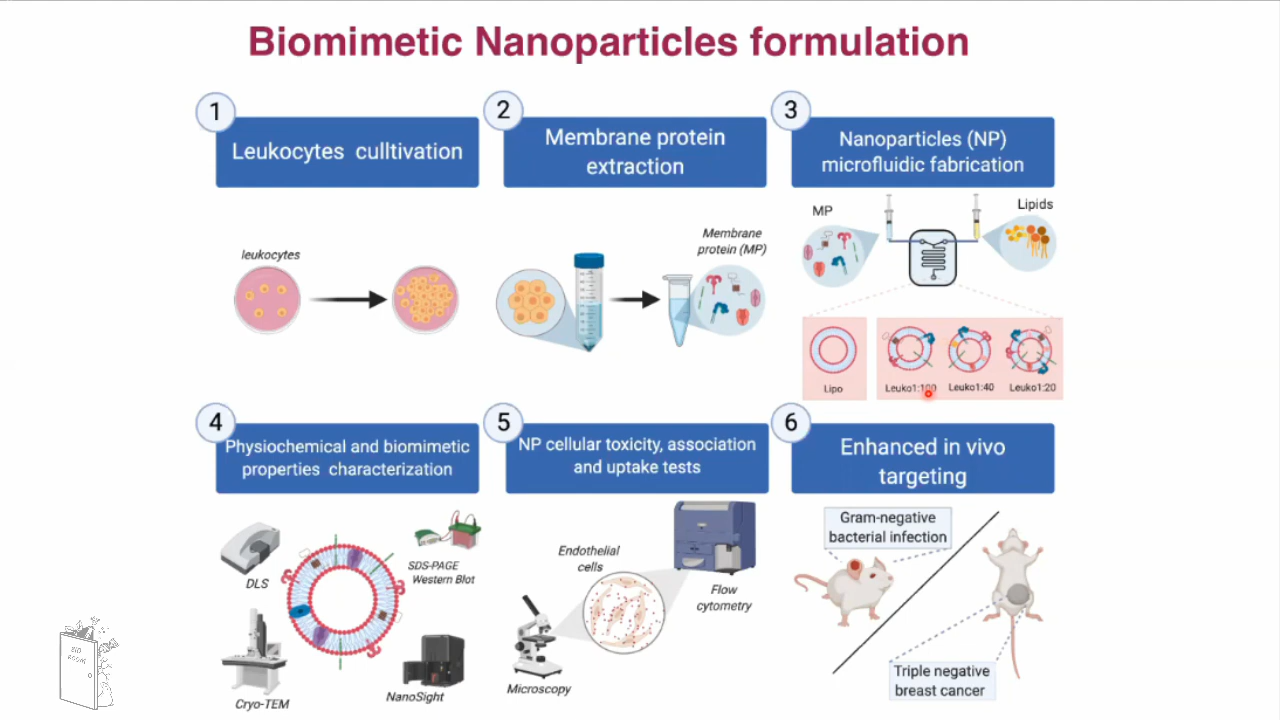 Biomimetic Nanoparticles formulation
1
Leukocytes culltivation
leukocytes
2
Membrane protein
extraction
Membrane
protein (MP)
3
Nanoparticles (NP)
microfluidic fabrication
MP
Lipids
Lipo
Leuko1:100
Leuko1:40
Leuko1:20
4
Physiochemical and biomimetic
properties characterization
DLS
SDS-PAGE
Western Blot
Cryo-TEM
NanoSight
5
NP cellular toxicity, association
and uptake tests
Endothelial
cells
Flow
cytometry
Microscopy
6
Enhanced in vivo
targeting
Gram-negative
bacterial infection
Triple negative
breast cancer